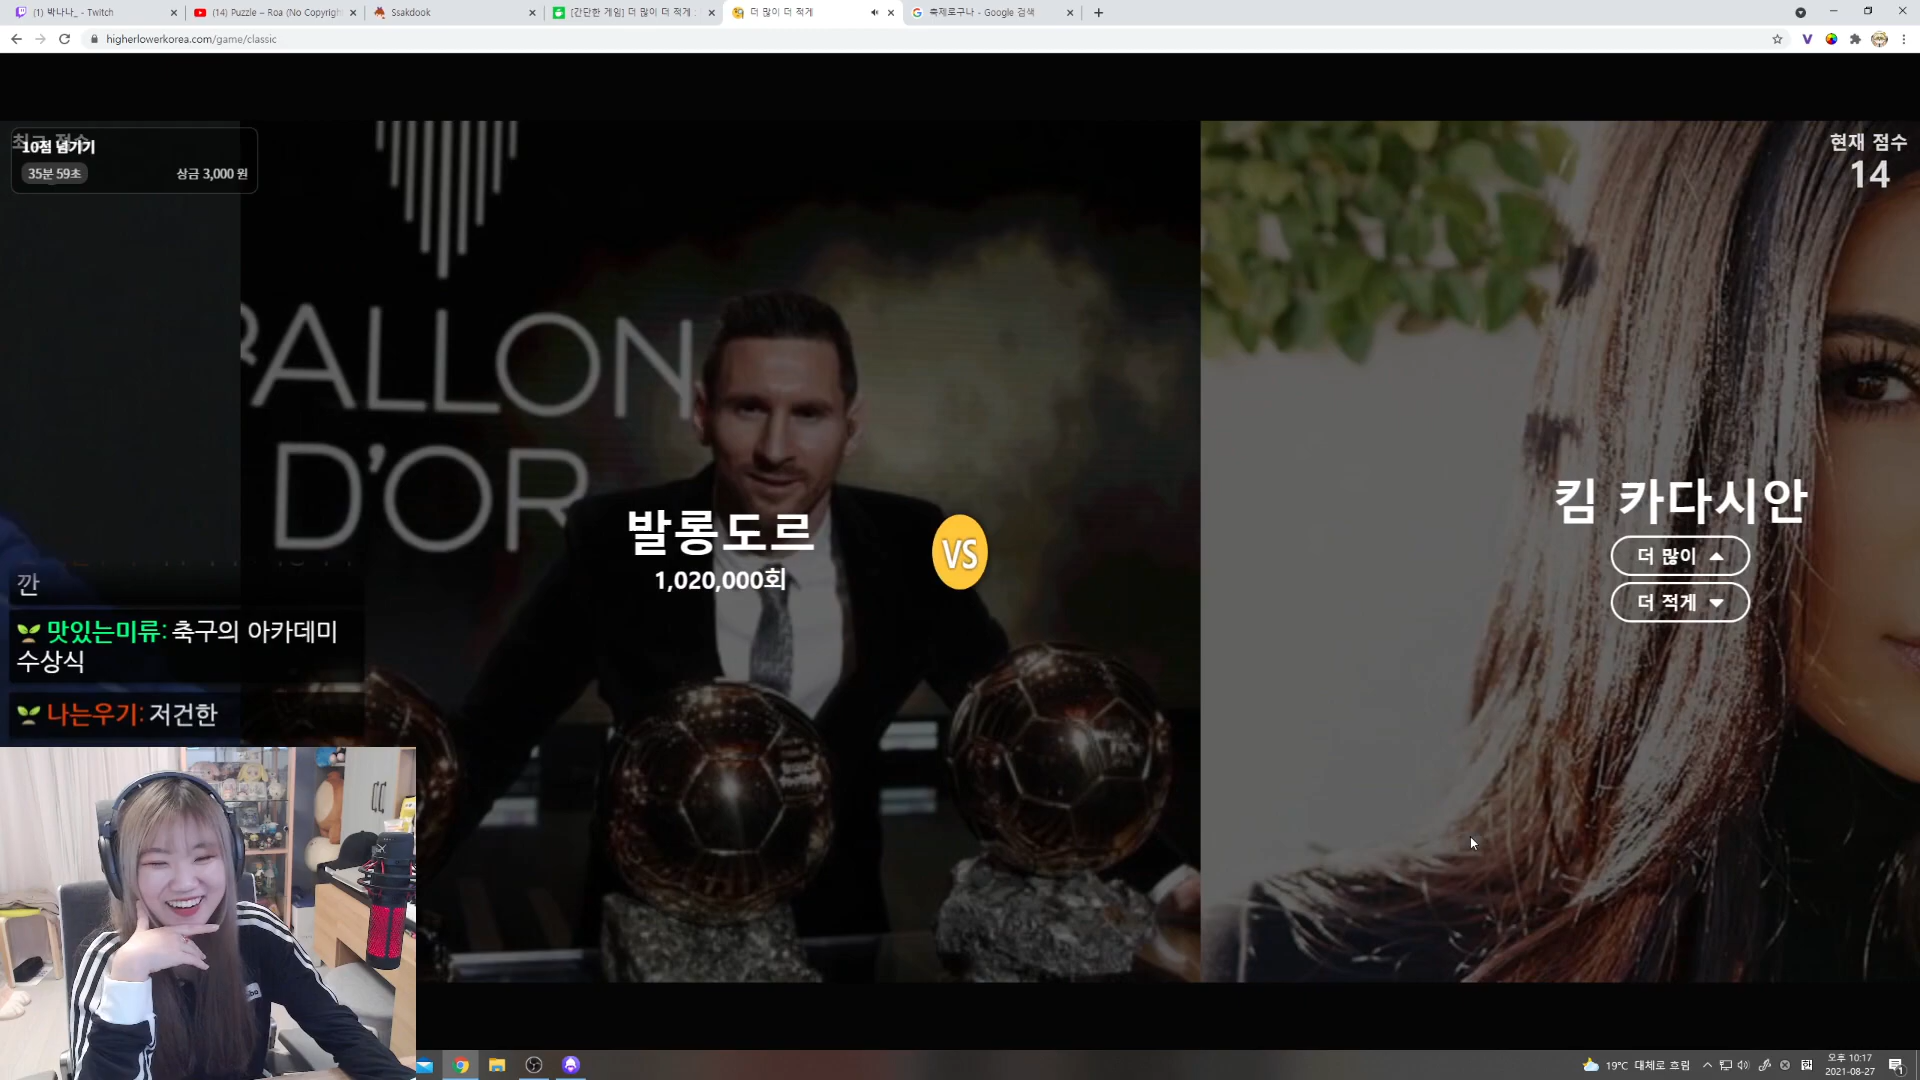 (1) 박나나_ - Twitch
(14) Puzzle – Roa (No Copyrigh
Ssakdook
[간단한 게임] 더 많이 더 적게 :
더 많이 더 적게
축제로구나 - Google 검색
higherlowerkorea.com/game/classic
최고 점수
10점 넘기기
35분 59초
상금 3,000 원
현재 점수
14
BALLON
D'OR
발롱도르
1,020,000회
VS
킴 카다시안
더 많이
더 적게
깐
맛있는미류: 축구의 아카데미
수상식
나는우기: 저건한
19°C 대체로 흐림
오후 10:17
2021-08-27